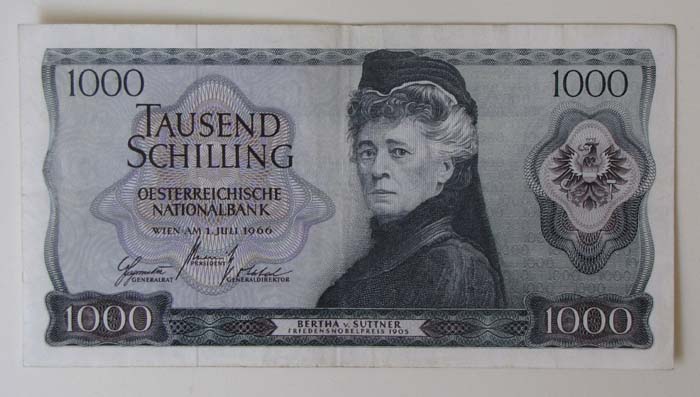 1000
1000
TAUSEND
SCHILLING
OESTERREICHISCHE
NATIONALBANK
WIEN AM 1. JULI 1966
GENERALRAT
PRÄSIDENT
GENERALDIREKTOR
1000
BERTHA v. SUTTNER
FRIEDENSNOBELPREIS 1905
1000